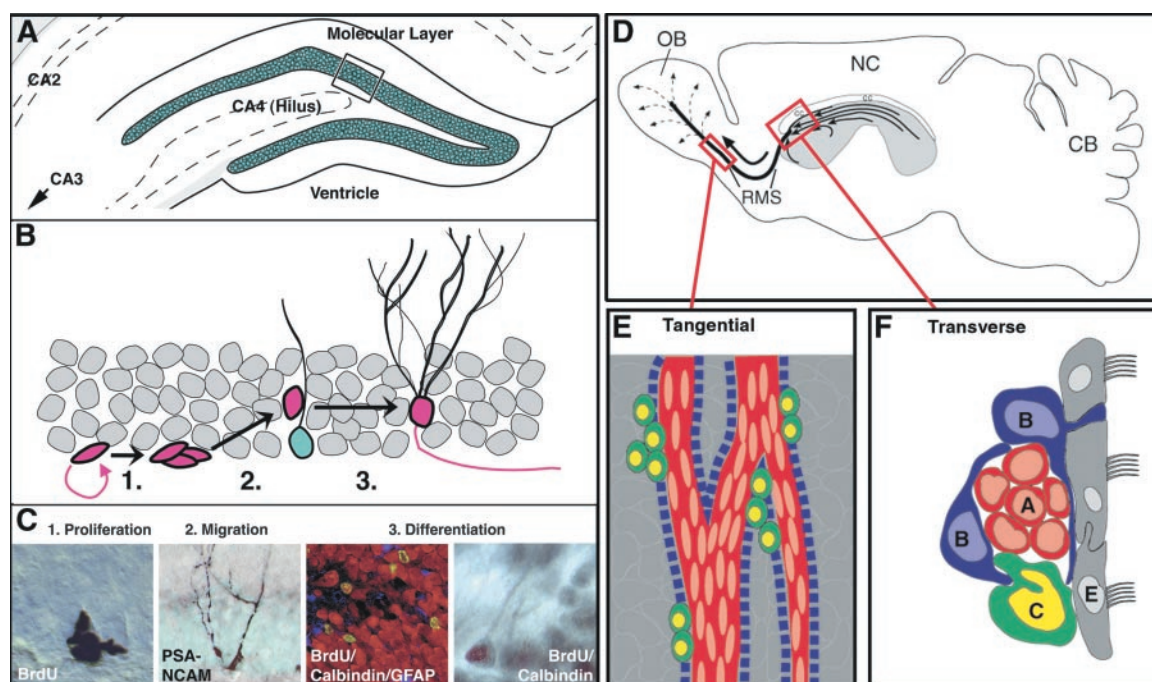 A
Molecular Layer
CA2
CA4 (Hilus)
CA3
Ventricle
B
1.
2.
3.
C
1. Proliferation
2. Migration
3. Differentiation
BrdU
PSA-
NCAM
BrdU/
Calbindin/GFAP
BrdU/
Calbindin
D
OB
NC
cc
CB
RMS
E
Tangential
F
Transverse
B
A
B
C
E